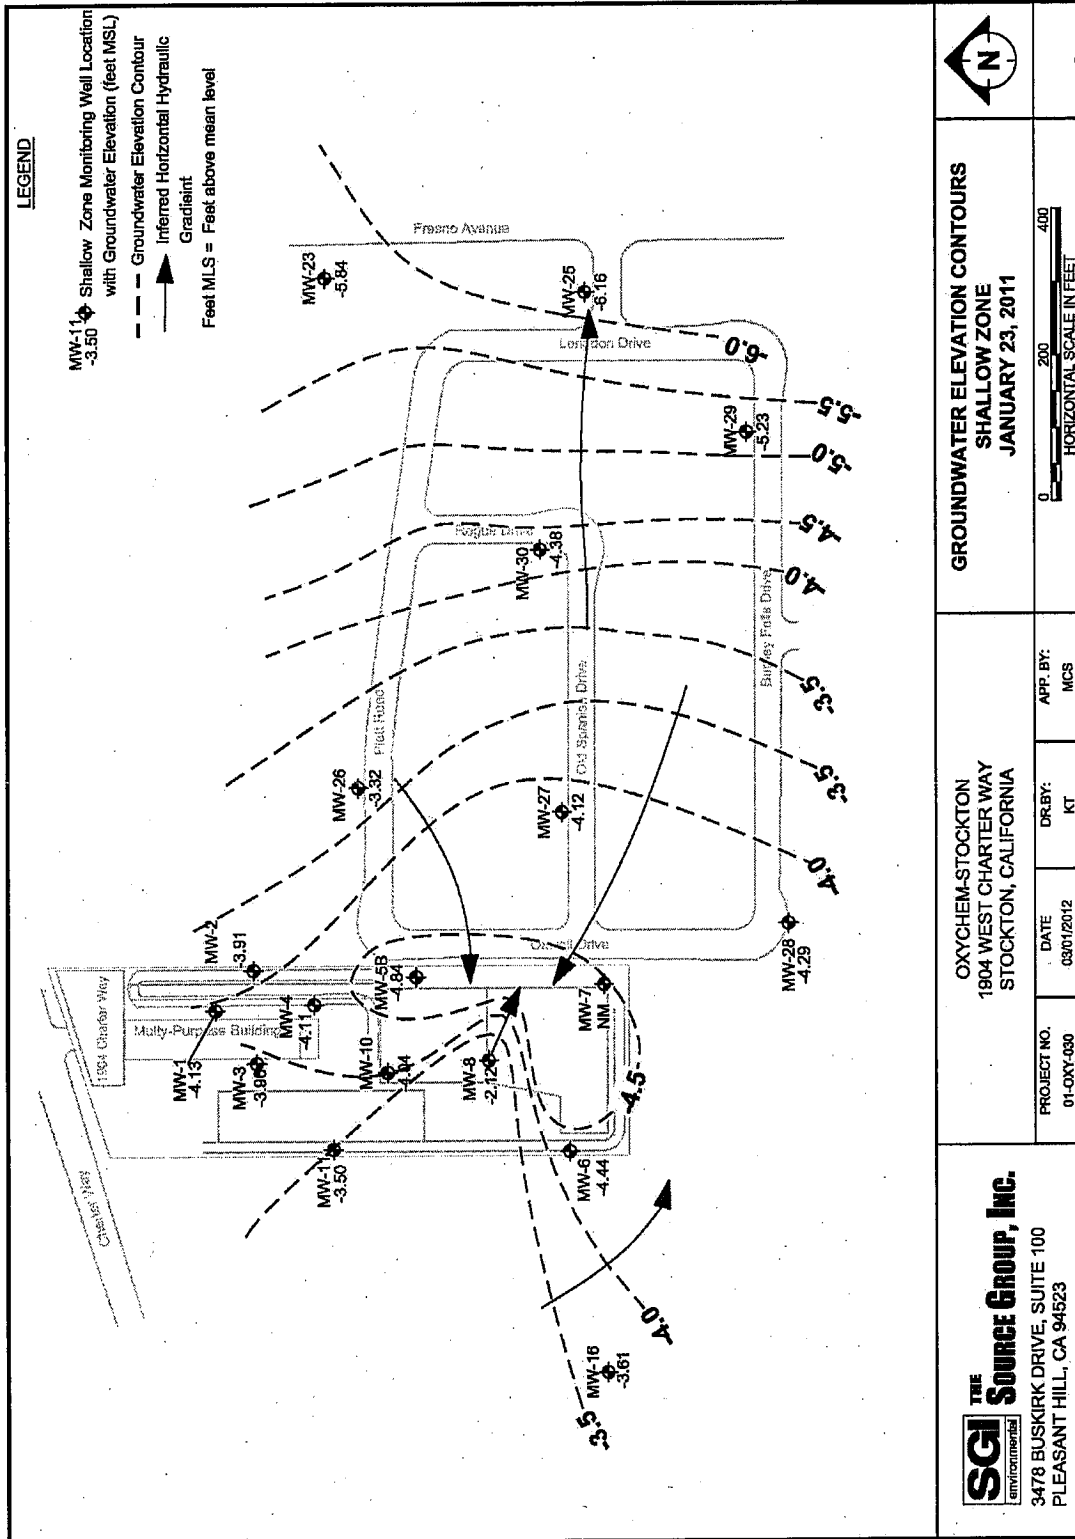 LEGEND
MW-11 Shallow Zone Monitoring Well Location
-3.50 with Groundwater Elevation (feet MSL)
Groundwater Elevation Contour
Inferred Horizontal Hydraulic
Gradieint
Feet MLS = Feet above mean level
Charter Way
1904 Charter Way
Multy-Purpose Building
MW-1
-4.13
MW-2
-3.91
MW-3
MW-4
-4.11
MW-5B
-4.84
MW-10
MW-8
-2.12
MW-7
NM
MW-11
-3.50
MW-6
-4.44
MW-16
-3.61
MW-28
-4.29
MW-26
-3.32
MW-27
-4.12
MW-30
-4.38
MW-29
-5.23
MW-23
-5.84
MW-25
-6.16
Platt Road
Old Spanish Drive
Rogue Drive
Burney Falls Drive
Drive
Drive
Fresno Avenue
-3.5
-4.0
-4.5
-4.0
-3.5
-3.5
-4.0
-4.5
-5.0
-5.5
-6.0
SGI
environmental
THE
SOURCE GROUP, INC.
3478 BUSKIRK DRIVE, SUITE 100
PLEASANT HILL, CA 94523
OXYCHEM-STOCKTON
1904 WEST CHARTER WAY
STOCKTON, CALIFORNIA
PROJECT NO.
01-OXY-030
DATE
03/01/2012
DR.BY:
KT
APP. BY:
MCS
GROUNDWATER ELEVATION CONTOURS
SHALLOW ZONE
JANUARY 23, 2011
0 200 400
HORIZONTAL SCALE IN FEET
N